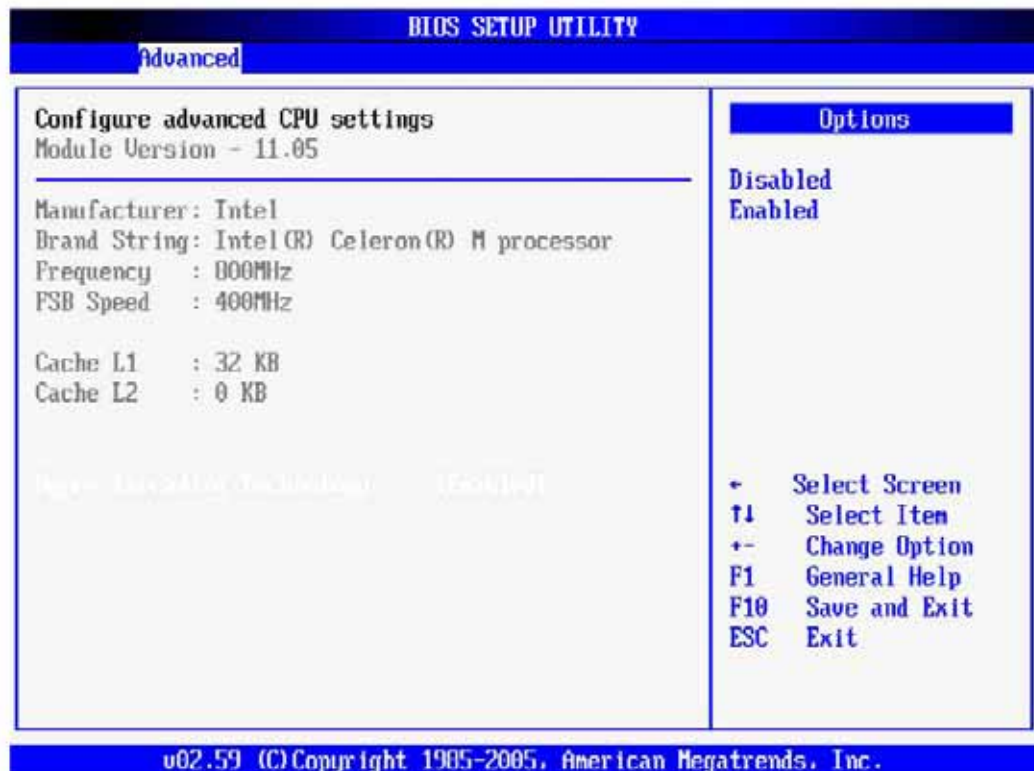 BIOS SETUP UTILITY
Advanced
Configure advanced CPU settings
Module Version - 11.05
Manufacturer: Intel
Brand String: Intel(R) Celeron(R) M processor
Frequency : 800MHz
FSB Speed : 400MHz
Cache L1 : 32 KB
Cache L2 : 0 KB
[Enabled]
Options
Disabled
Enabled
← Select Screen
↑↓ Select Item
+- Change Option
F1 General Help
F10 Save and Exit
ESC Exit
v02.59 (C)Copyright 1985-2005, American Megatrends, Inc.